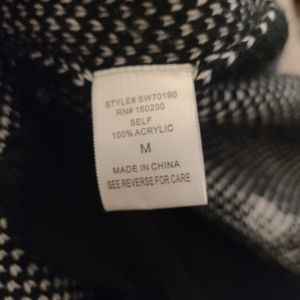 STYLE# SW70190
RN# 160200
SELF
100% ACRYLIC
M
MADE IN CHINA
SEE REVERSE FOR CARE